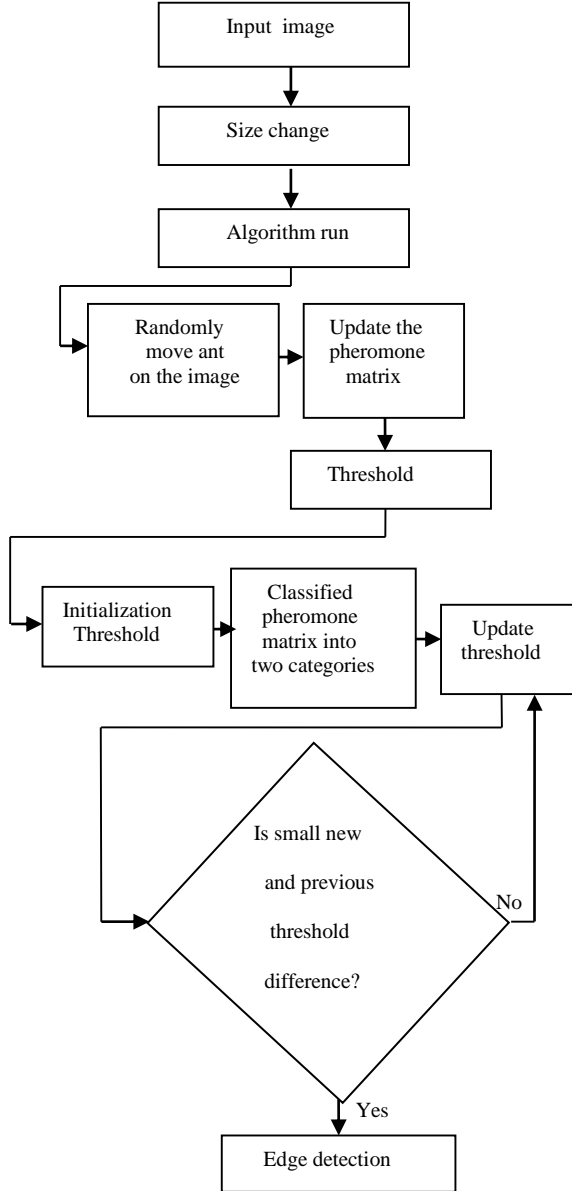 Input image
Size change
Algorithm run
Randomly
move ant
on the image
Update the
pheromone
matrix
Threshold
Initialization
Threshold
Classified
pheromone
matrix into
two categories
Update
threshold
Is small new
and previous
threshold
difference?
No
Yes
Edge detection